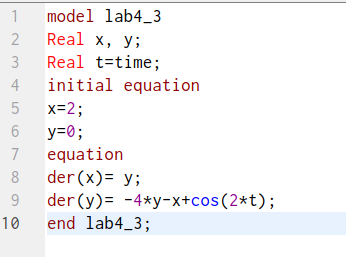 1 model lab4_3
2 Real x, y;
3 Real t=time;
4 initial equation
5 x=2;
6 y=0;
7 equation
8 der(x)= y;
9 der(y)= -4*y-x+cos(2*t);
10 end lab4_3;